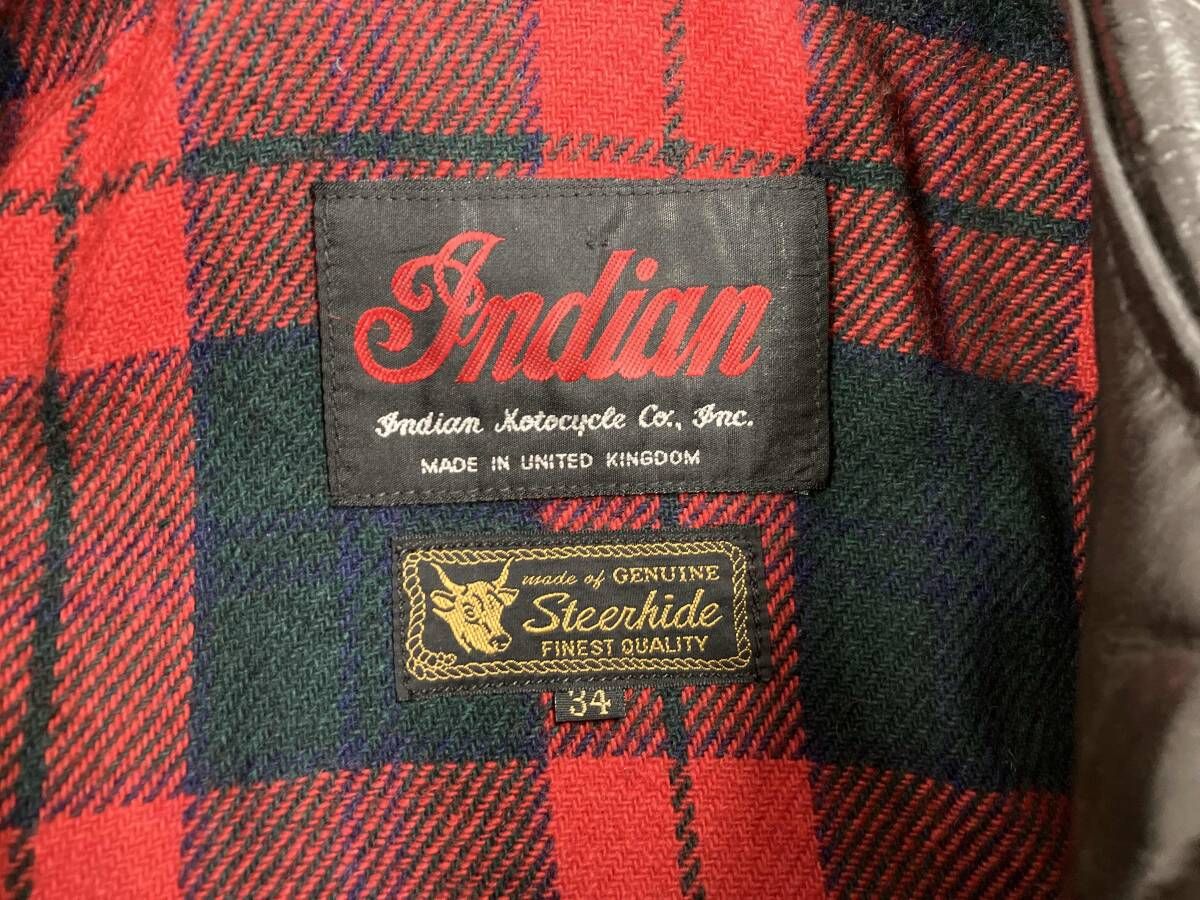 Indian
Indian Motocycle Co., Inc.
MADE IN UNITED KINGDOM
made of GENUINE
Steerhide
FINEST QUALITY
34